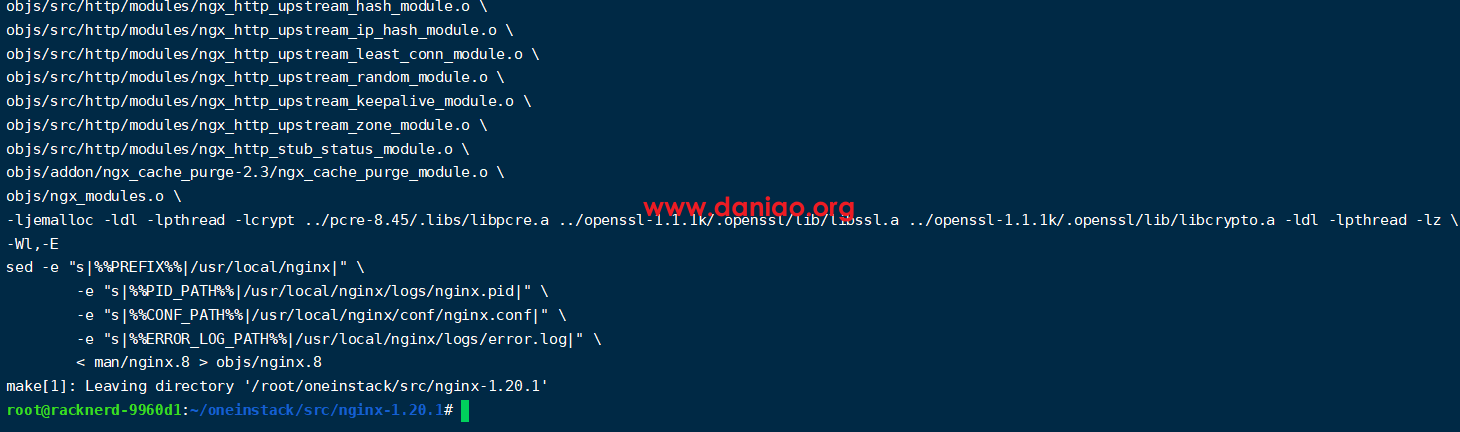 objs/src/http/modules/ngx_http_upstream_hash_module.o \
objs/src/http/modules/ngx_http_upstream_ip_hash_module.o \
objs/src/http/modules/ngx_http_upstream_least_conn_module.o \
objs/src/http/modules/ngx_http_upstream_random_module.o \
objs/src/http/modules/ngx_http_upstream_keepalive_module.o \
objs/src/http/modules/ngx_http_upstream_zone_module.o \
objs/src/http/modules/ngx_http_stub_status_module.o \
objs/addon/ngx_cache_purge-2.3/ngx_cache_purge_module.o \
objs/ngx_modules.o \
www.daniao.org
-ljemalloc -ldl -lpthread -lcrypt ../pcre-8.45/.libs/libpcre.a ../openssl-1.1.1k/.openssl/lib/libssl.a ../openssl-1.1.1k/.openssl/lib/libcrypto.a -ldl -lpthread -lz \
-Wl,-E
sed -e "s|%%PREFIX%%|/usr/local/nginx|" \
        -e "s|%%PID_PATH%%|/usr/local/nginx/logs/nginx.pid|" \
        -e "s|%%CONF_PATH%%|/usr/local/nginx/conf/nginx.conf|" \
        -e "s|%%ERROR_LOG_PATH%%|/usr/local/nginx/logs/error.log|" \
        < man/nginx.8 > objs/nginx.8
make[1]: Leaving directory '/root/oneinstack/src/nginx-1.20.1'
root@racknerd-9960d1:~/oneinstack/src/nginx-1.20.1#